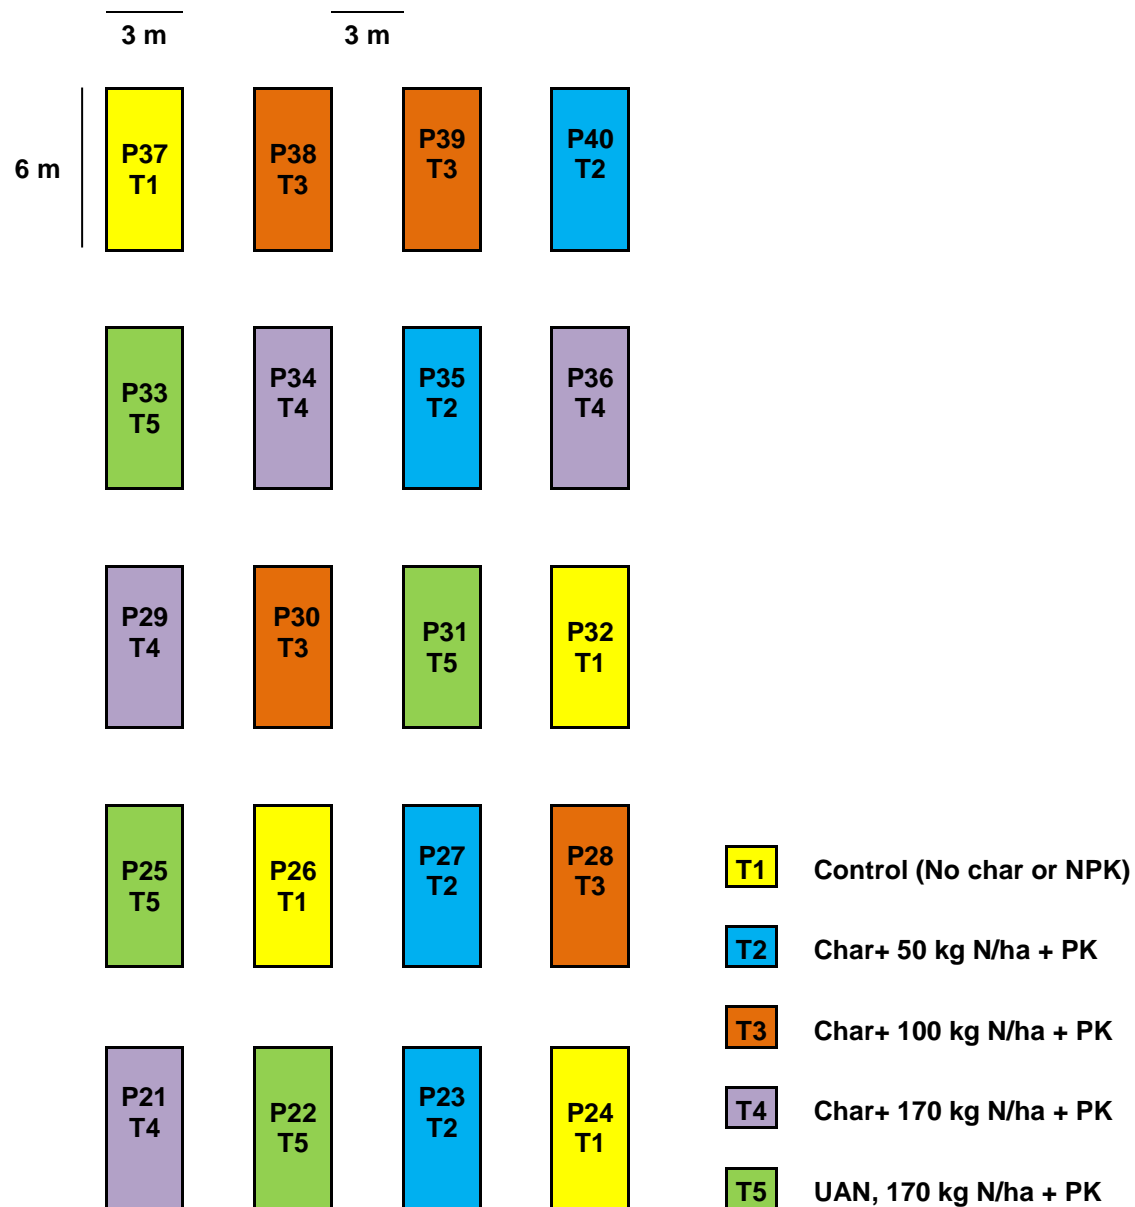 3 m
3 m
6 m
P37
T1
P38
T3
P39
T3
P40
T2
P33
T5
P34
T4
P35
T2
P36
T4
P29
T4
P30
T3
P31
T5
P32
T1
P25
T5
P26
T1
P27
T2
P28
T3
P21
T4
P22
T5
P23
T2
P24
T1
T1 Control (No char or NPK)
T2 Char+ 50 kg N/ha + PK
T3 Char+ 100 kg N/ha + PK
T4 Char+ 170 kg N/ha + PK
T5 UAN, 170 kg N/ha + PK